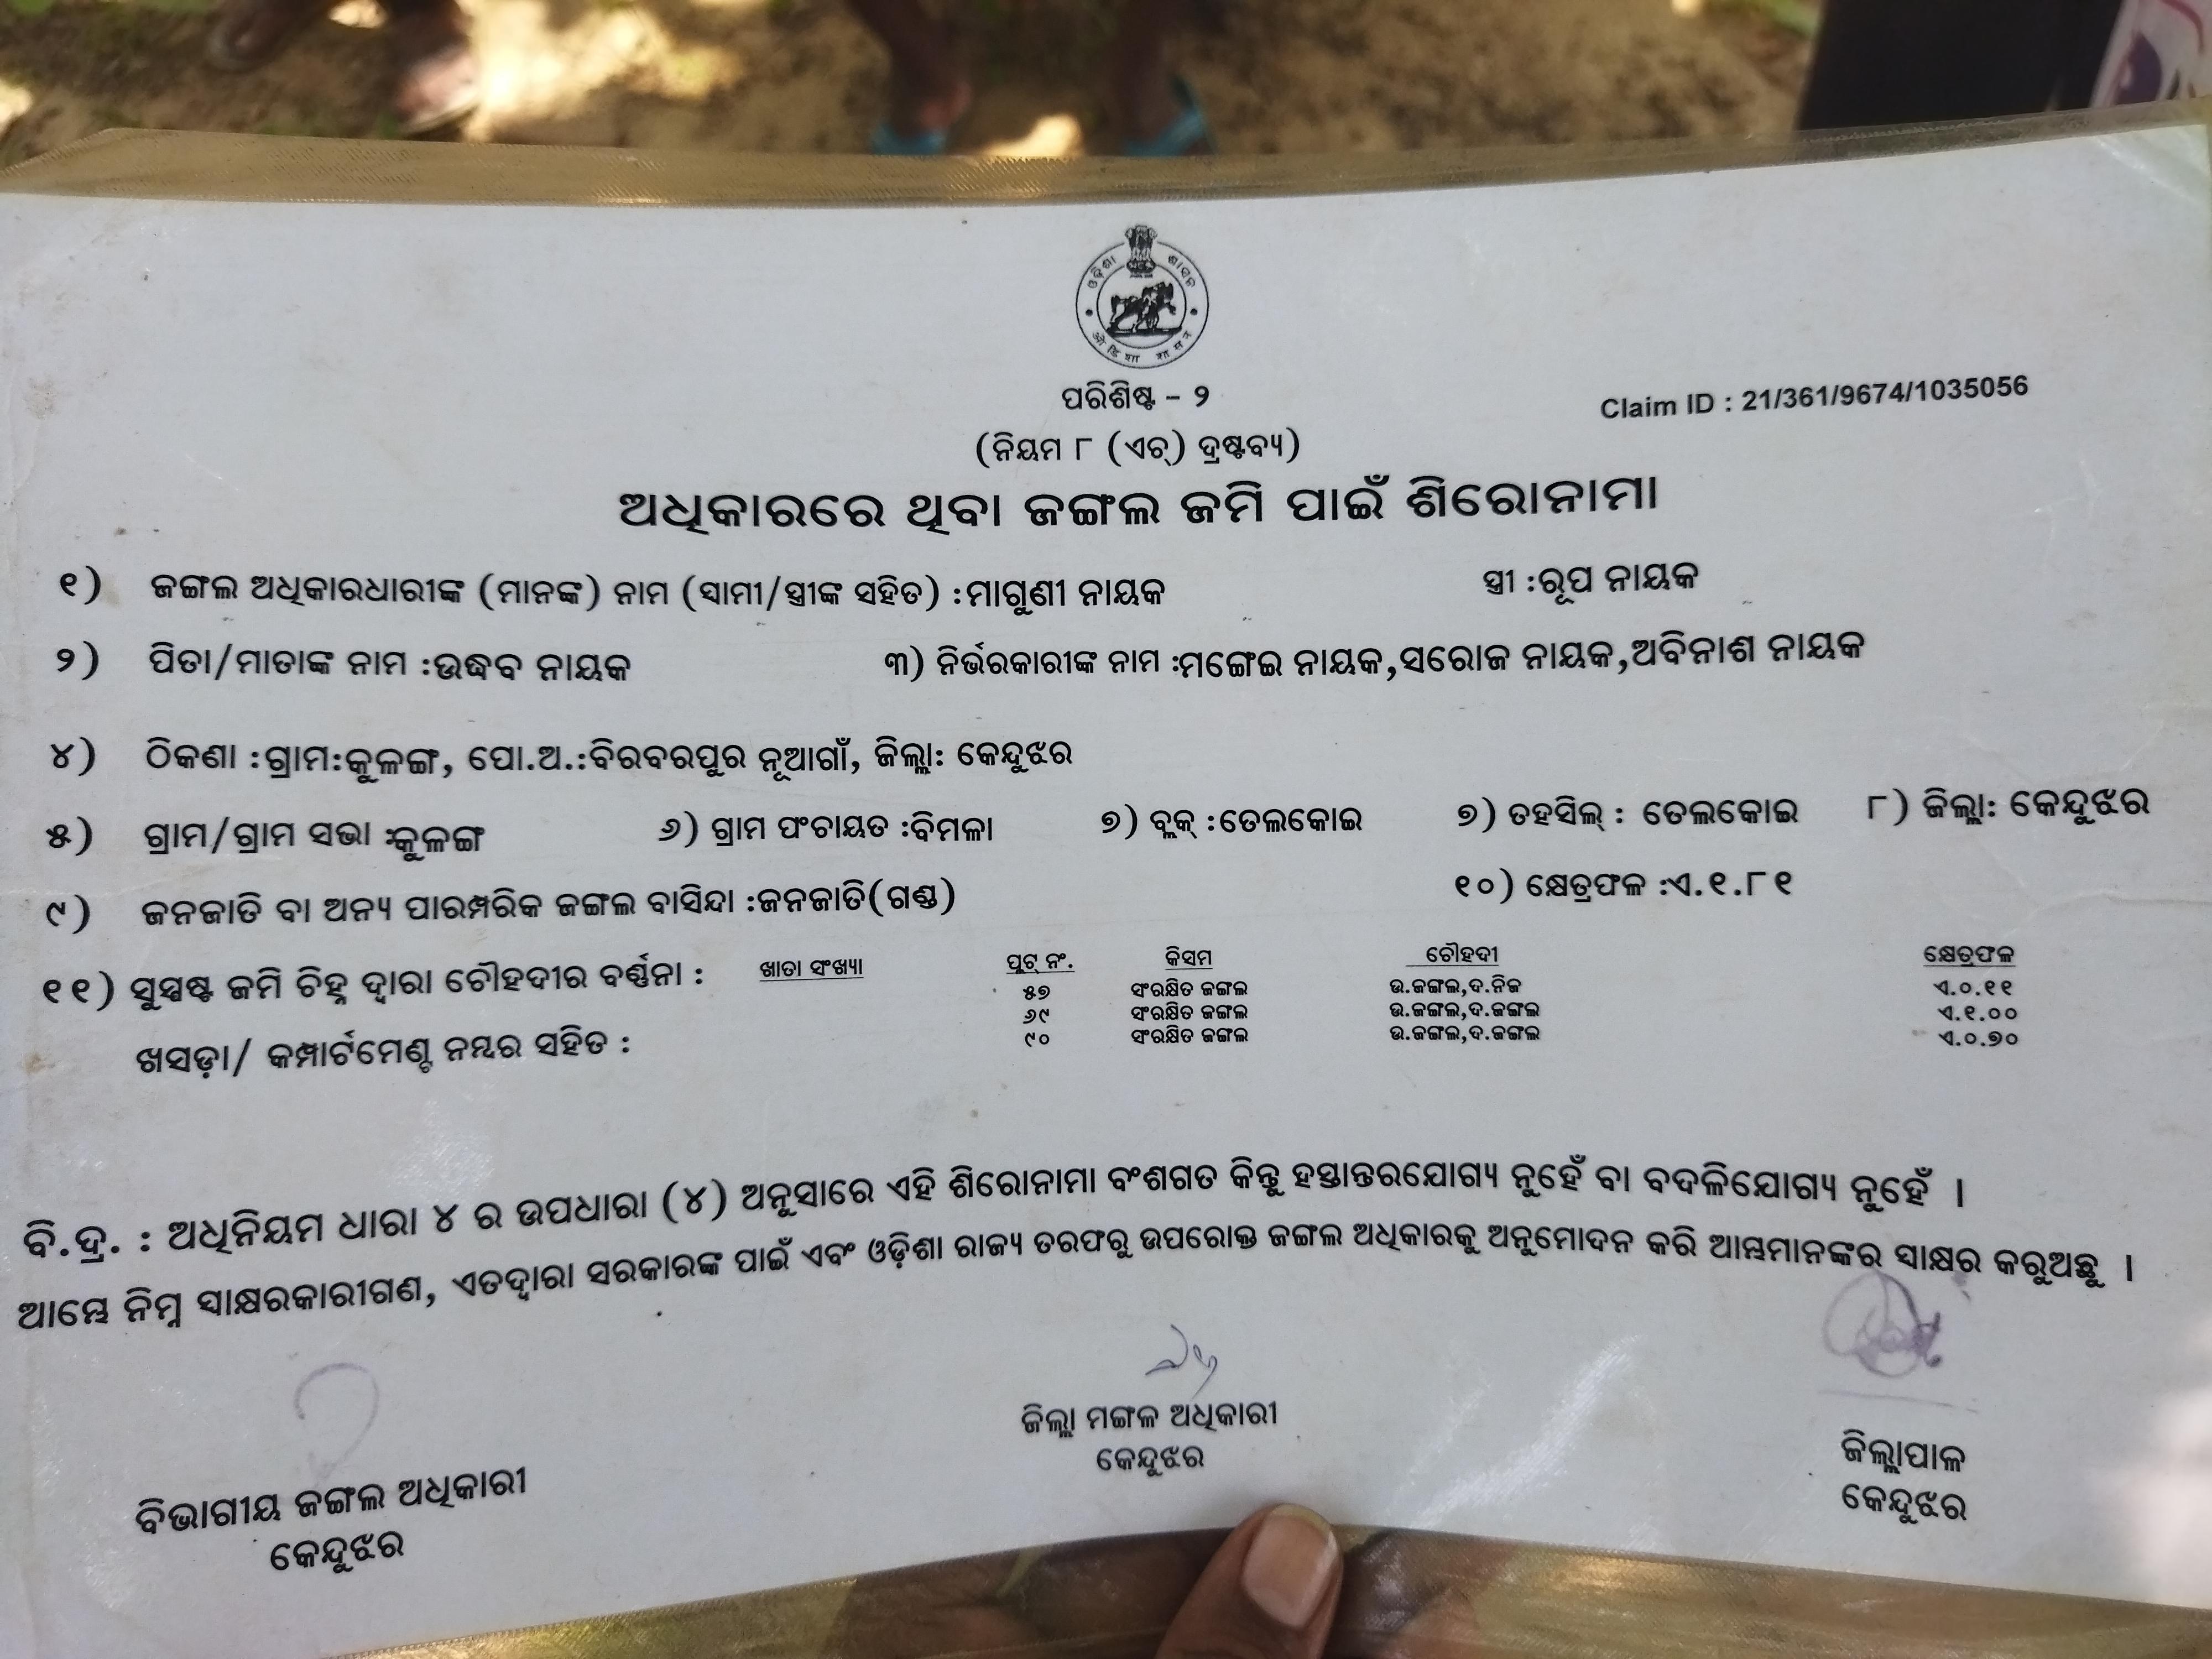 ଓଡ଼ିଶା ଶାସନ
ओडिशा शासन
ପରିଶିଷ୍ଟ - ୨
Claim ID : 21/361/9674/1035056
(ନିୟମ ୮ (ଏଚ୍) ଦ୍ରଷ୍ଟବ୍ୟ)
ଅଧିକାରରେ ଥିବା ଜଙ୍ଗଲ ଜମି ପାଇଁ ଶିରୋନାମା
୧) ଜଙ୍ଗଲ ଅଧିକାରଧାରୀଙ୍କ (ମାନଙ୍କ) ନାମ (ସ୍ୱାମୀ/ସ୍ତ୍ରୀଙ୍କ ସହିତ) :ମାଗୁଣୀ ନାୟକ ସ୍ତ୍ରୀ :ରୂପ ନାୟକ
୨) ପିତା/ମାତାଙ୍କ ନାମ :ଉଦ୍ଧବ ନାୟକ ୩) ନିର୍ଭରକାରୀଙ୍କ ନାମ :ମଙ୍ଗେଇ ନାୟକ,ସରୋଜ ନାୟକ,ଅବିନାଶ ନାୟକ
୪) ଠିକଣା :ଗ୍ରାମ:କୁଳଙ୍ଗ, ପୋ.ଅ.:ବିରବରପୁର ନୂଆଗାଁ, ଜିଲ୍ଲା: କେନ୍ଦୁଝର
୫) ଗ୍ରାମ/ଗ୍ରାମ ସଭା :କୁଳଙ୍ଗ ୬) ଗ୍ରାମ ପଂଚାୟତ :ବିମଳା ୭) ବ୍ଲକ୍ :ତେଲକୋଇ ୭) ତହସିଲ୍ : ତେଲକୋଇ ୮) ଜିଲ୍ଲା: କେନ୍ଦୁଝର
୯) ଜନଜାତି ବା ଅନ୍ୟ ପାରମ୍ପରିକ ଜଙ୍ଗଲ ବାସିନ୍ଦା :ଜନଜାତି(ଗଣ୍ଡ) ୧୦) କ୍ଷେତ୍ରଫଳ :ଏ.୧.୮୧
୧୧) ସୁସ୍ପଷ୍ଟ ଜମି ଚିହ୍ନ ଦ୍ୱାରା ଚୌହଦୀର ବର୍ଣ୍ଣନା : ଖାତା ସଂଖ୍ୟା ପ୍ଲଟ୍ ନଂ. କିସମ ଚୌହଦୀ କ୍ଷେତ୍ରଫଳ
୫୭ ସଂରକ୍ଷିତ ଜଙ୍ଗଲ ଉ.ଜଙ୍ଗଲ,ଦ.ନିଜ ଏ.୦.୧୧
୬୯ ସଂରକ୍ଷିତ ଜଙ୍ଗଲ ଉ.ଜଙ୍ଗଲ,ଦ.ଜଙ୍ଗଲ ଏ.୧.୦୦
୯୦ ସଂରକ୍ଷିତ ଜଙ୍ଗଲ ଉ.ଜଙ୍ଗଲ,ଦ.ଜଙ୍ଗଲ ଏ.୦.୭୦
ଖସଡ଼ା/ କମ୍ପାର୍ଟମେଣ୍ଟ ନମ୍ବର ସହିତ :
ବି.ଦ୍ର. : ଅଧିନିୟମ ଧାରା ୪ ର ଉପଧାରା (୪) ଅନୁସାରେ ଏହି ଶିରୋନାମା ବଂଶଗତ କିନ୍ତୁ ହସ୍ତାନ୍ତରଯୋଗ୍ୟ ନୁହେଁ ବା ବଦଳିଯୋଗ୍ୟ ନୁହେଁ ।
ଆମ୍ଭେ ନିମ୍ନ ସ୍ୱାକ୍ଷରକାରୀଗଣ, ଏତଦ୍ୱାରା ସରକାରଙ୍କ ପାଇଁ ଏବଂ ଓଡ଼ିଶା ରାଜ୍ୟ ତରଫରୁ ଉପରୋକ୍ତ ଜଙ୍ଗଲ ଅଧିକାରକୁ ଅନୁମୋଦନ କରି ଆମ୍ଭମାନଙ୍କର ସ୍ୱାକ୍ଷର କରୁଅଛୁ ।
ବିଭାଗୀୟ ଜଙ୍ଗଲ ଅଧିକାରୀ
କେନ୍ଦୁଝର
ଜିଲ୍ଲା ମଙ୍ଗଳ ଅଧିକାରୀ
କେନ୍ଦୁଝର
ଜିଲ୍ଲାପାଳ
କେନ୍ଦୁଝର